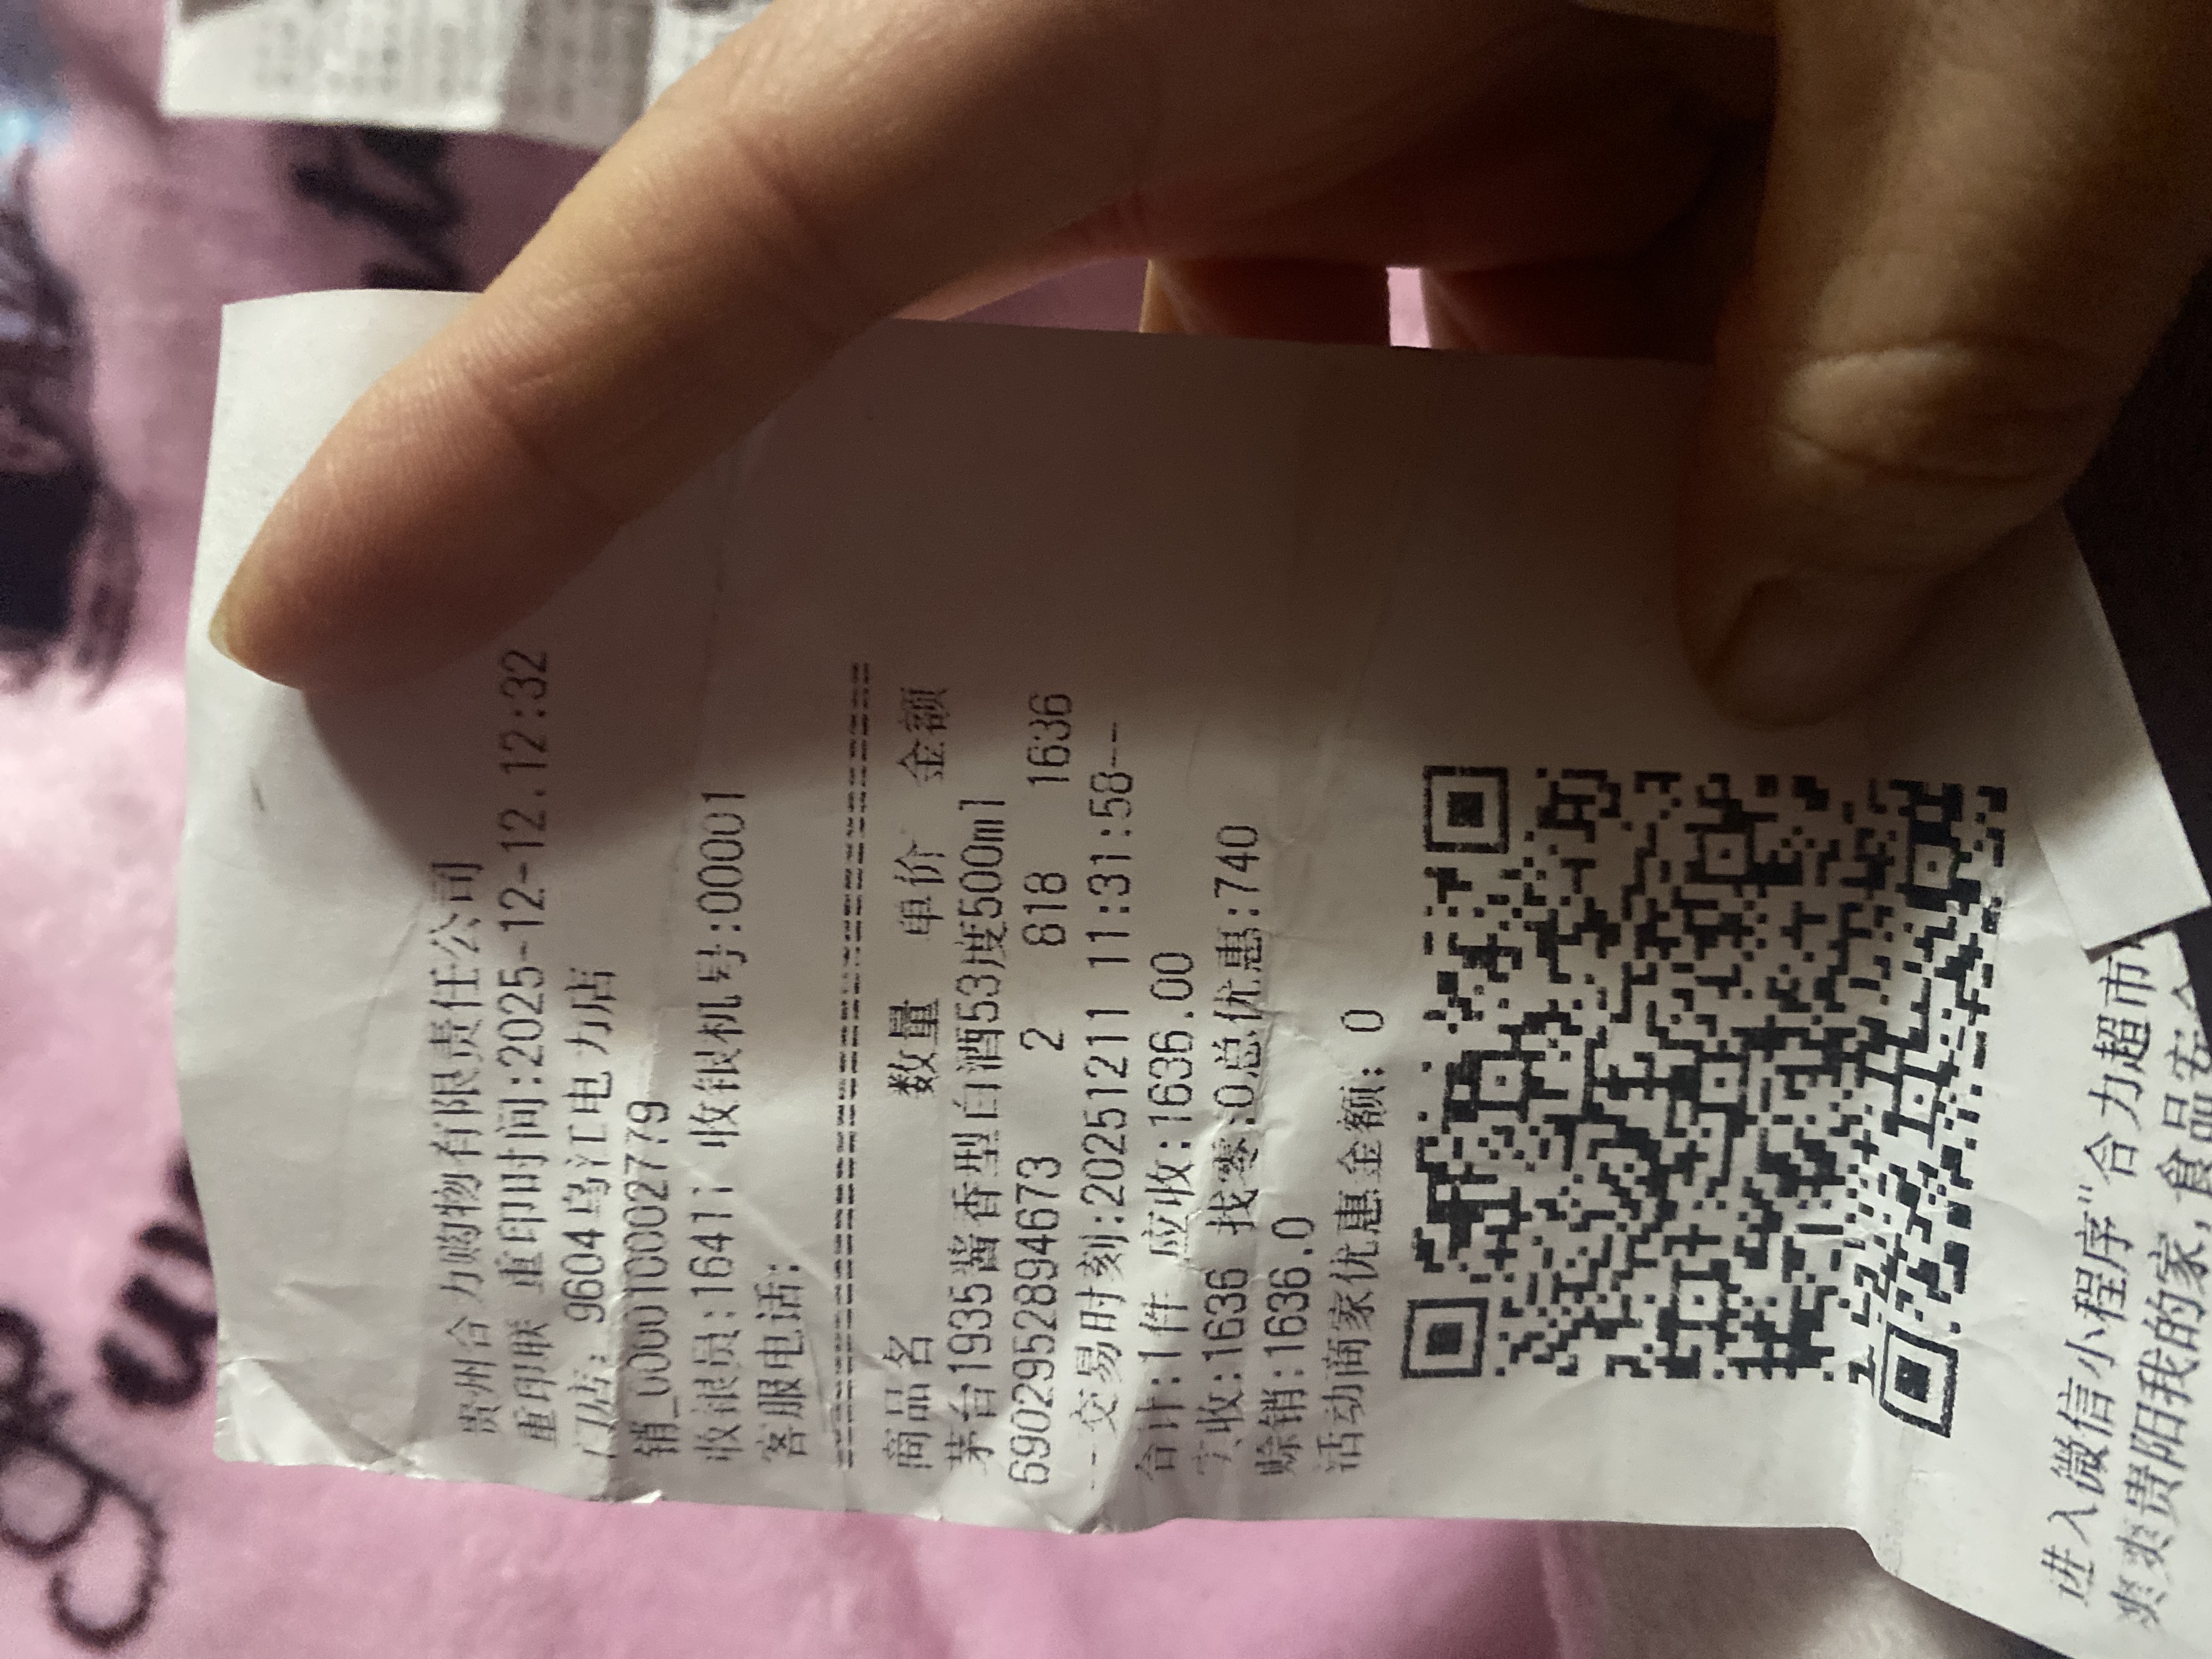 贵州合力购物有限责任公司
重印联 重印时间:2025-12-12.12:32
门店: 9604乌江电力店
销_000010002779
收银员:16411 收银机号:00001
客服电话:
商品名 数量 单价 金额
茅台1935酱香型白酒53度500ml
6902952894673 2 818 1636
--交易时刻:20251211 11:31:58---
合计:1件 应收:1636.00
实收:1636 找零:0总优惠:740
赊销:1636.0
活动商家优惠金额: 0
进入微信小程序"合力超市
爽爽贵阳我的家,食品安